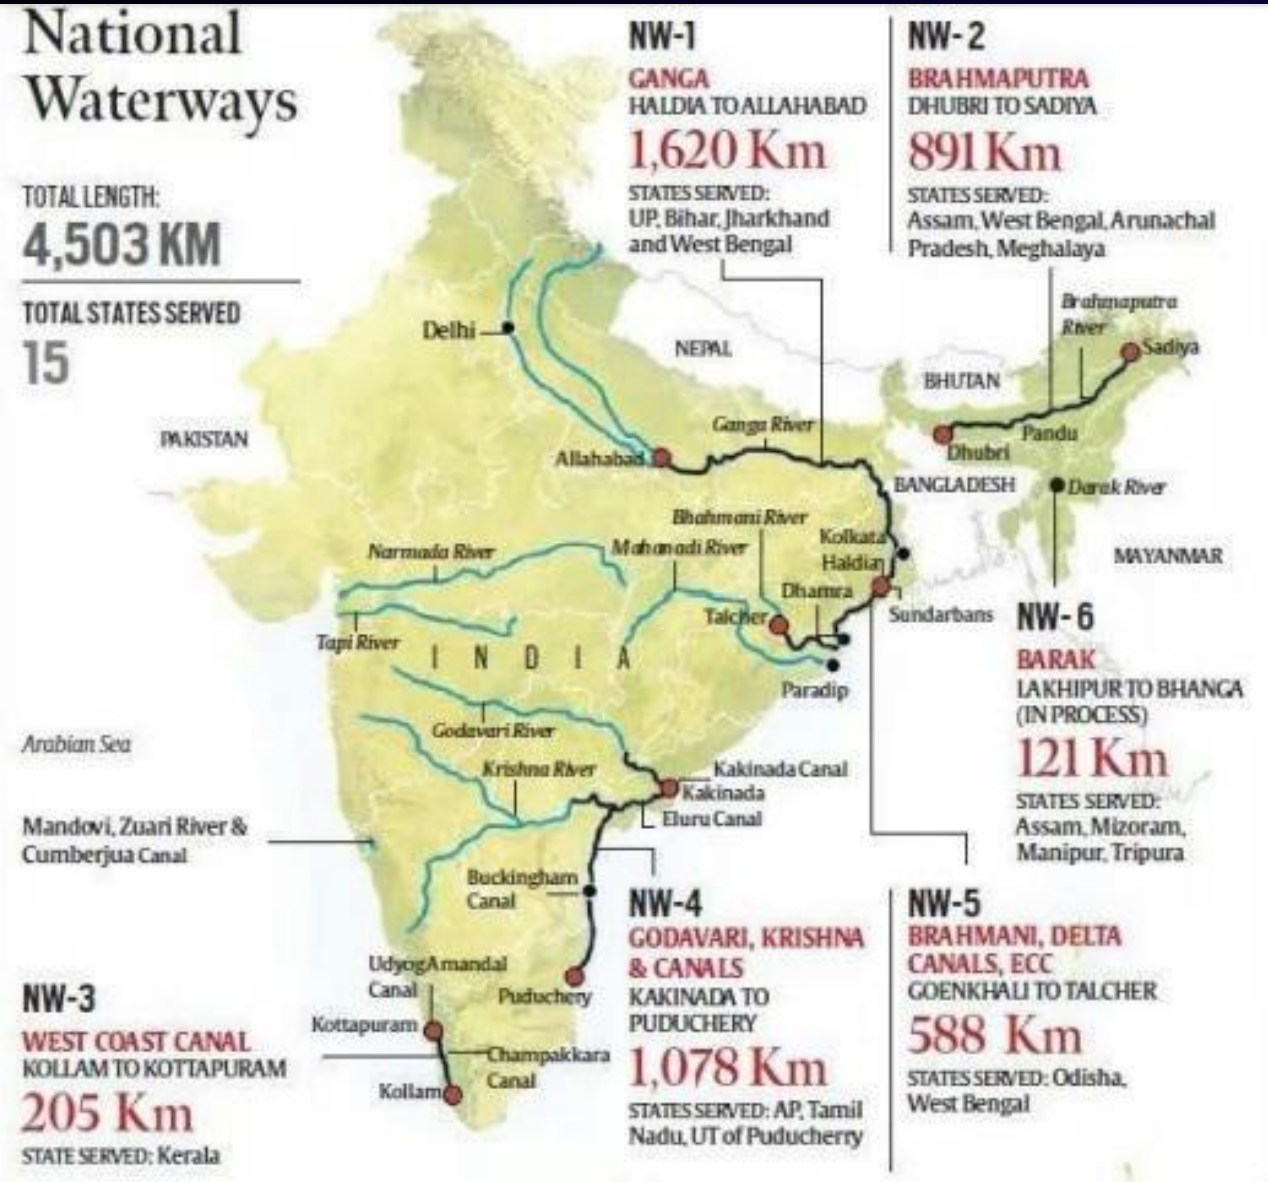 National
Waterways
TOTAL LENGTH:
4,503 KM
TOTAL STATES SERVED
15
NW-1
GANGA
HALDIA TO ALLAHABAD
1,620 Km
STATES SERVED:
UP, Bihar, Jharkhand
and West Bengal
NW- 2
BRAHMAPUTRA
DHUBRI TO SADIYA
891 Km
STATES SERVED:
Assam, West Bengal, Arunachal
Pradesh, Meghalaya
Brahmaputra
River
Sadiya
Delhi
NEPAL
BHUTAN
PAKISTAN
Ganga River
Pandu
Dhubri
Allahabad
BANGLADESH
Darak River
Bhahmani River
Kolkata
Narmada River
Mahanadi River
Haldia
MAYANMAR
Dhamra
Talcher
Sundarbans
Tapi River
INDIA
Paradip
NW- 6
BARAK
LAKHIPUR TO BHANGA
(IN PROCESS)
121 Km
STATES SERVED:
Assam, Mizoram,
Manipur, Tripura
Godavari River
Arabian Sea
Krishna River
Kakinada Canal
Kakinada
Eluru Canal
Mandovi, Zuari River &
Cumberjua Canal
Buckingham
Canal
UdyogAmandal
Canal
Puduchery
Kottapuram
Champakkara
Canal
Kollam
NW-3
WEST COAST CANAL
KOLLAM TO KOTTAPURAM
205 Km
STATE SERVED: Kerala
NW-4
GODAVARI, KRISHNA
& CANALS
KAKINADA TO
PUDUCHERY
1,078 Km
STATES SERVED: AP, Tamil
Nadu, UT of Puducherry
NW-5
BRAHMANI, DELTA
CANALS, ECC
GOENKHALI TO TALCHER
588 Km
STATES SERVED: Odisha,
West Bengal